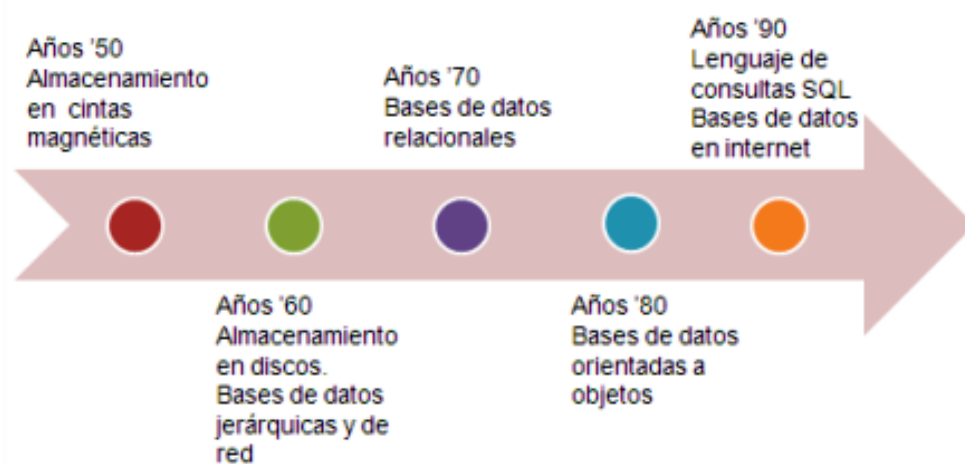 Años '50
Almacenamiento
en cintas
magnéticas
Años '60
Almacenamiento
en discos.
Bases de datos
jerárquicas y de
red
Años '70
Bases de datos
relacionales
Años '80
Bases de datos
orientadas a
objetos
Años '90
Lenguaje de
consultas SQL
Bases de datos
en internet